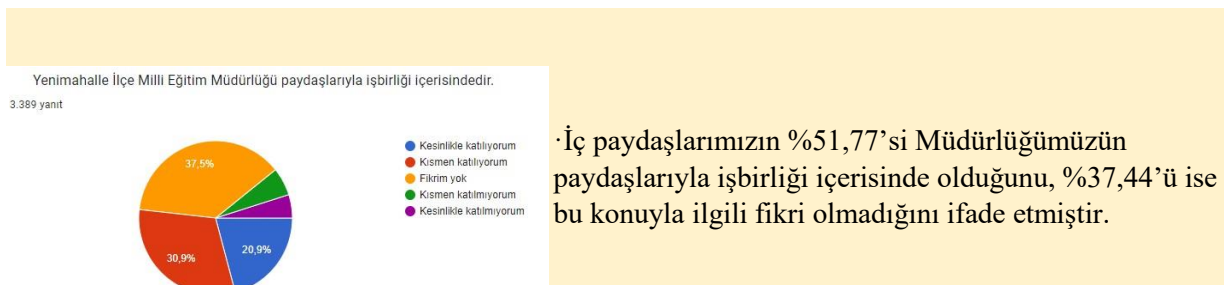 Yenimahalle İlçe Milli Eğitim Müdürlüğü paydaşlarıyla işbirliği içerisindedir.
3.389 yanıt
Kesinlikle katılıyorum
Kısmen katılıyorum
Fikrim yok
Kısmen katılmıyorum
Kesinlikle katılmıyorum
37,5%
30,9%
20,9%
·İç paydaşlarımızın %51,77’si Müdürlüğümüzün
paydaşlarıyla işbirliği içerisinde olduğunu, %37,44’ü ise
bu konuyla ilgili fikri olmadığını ifade etmiştir.